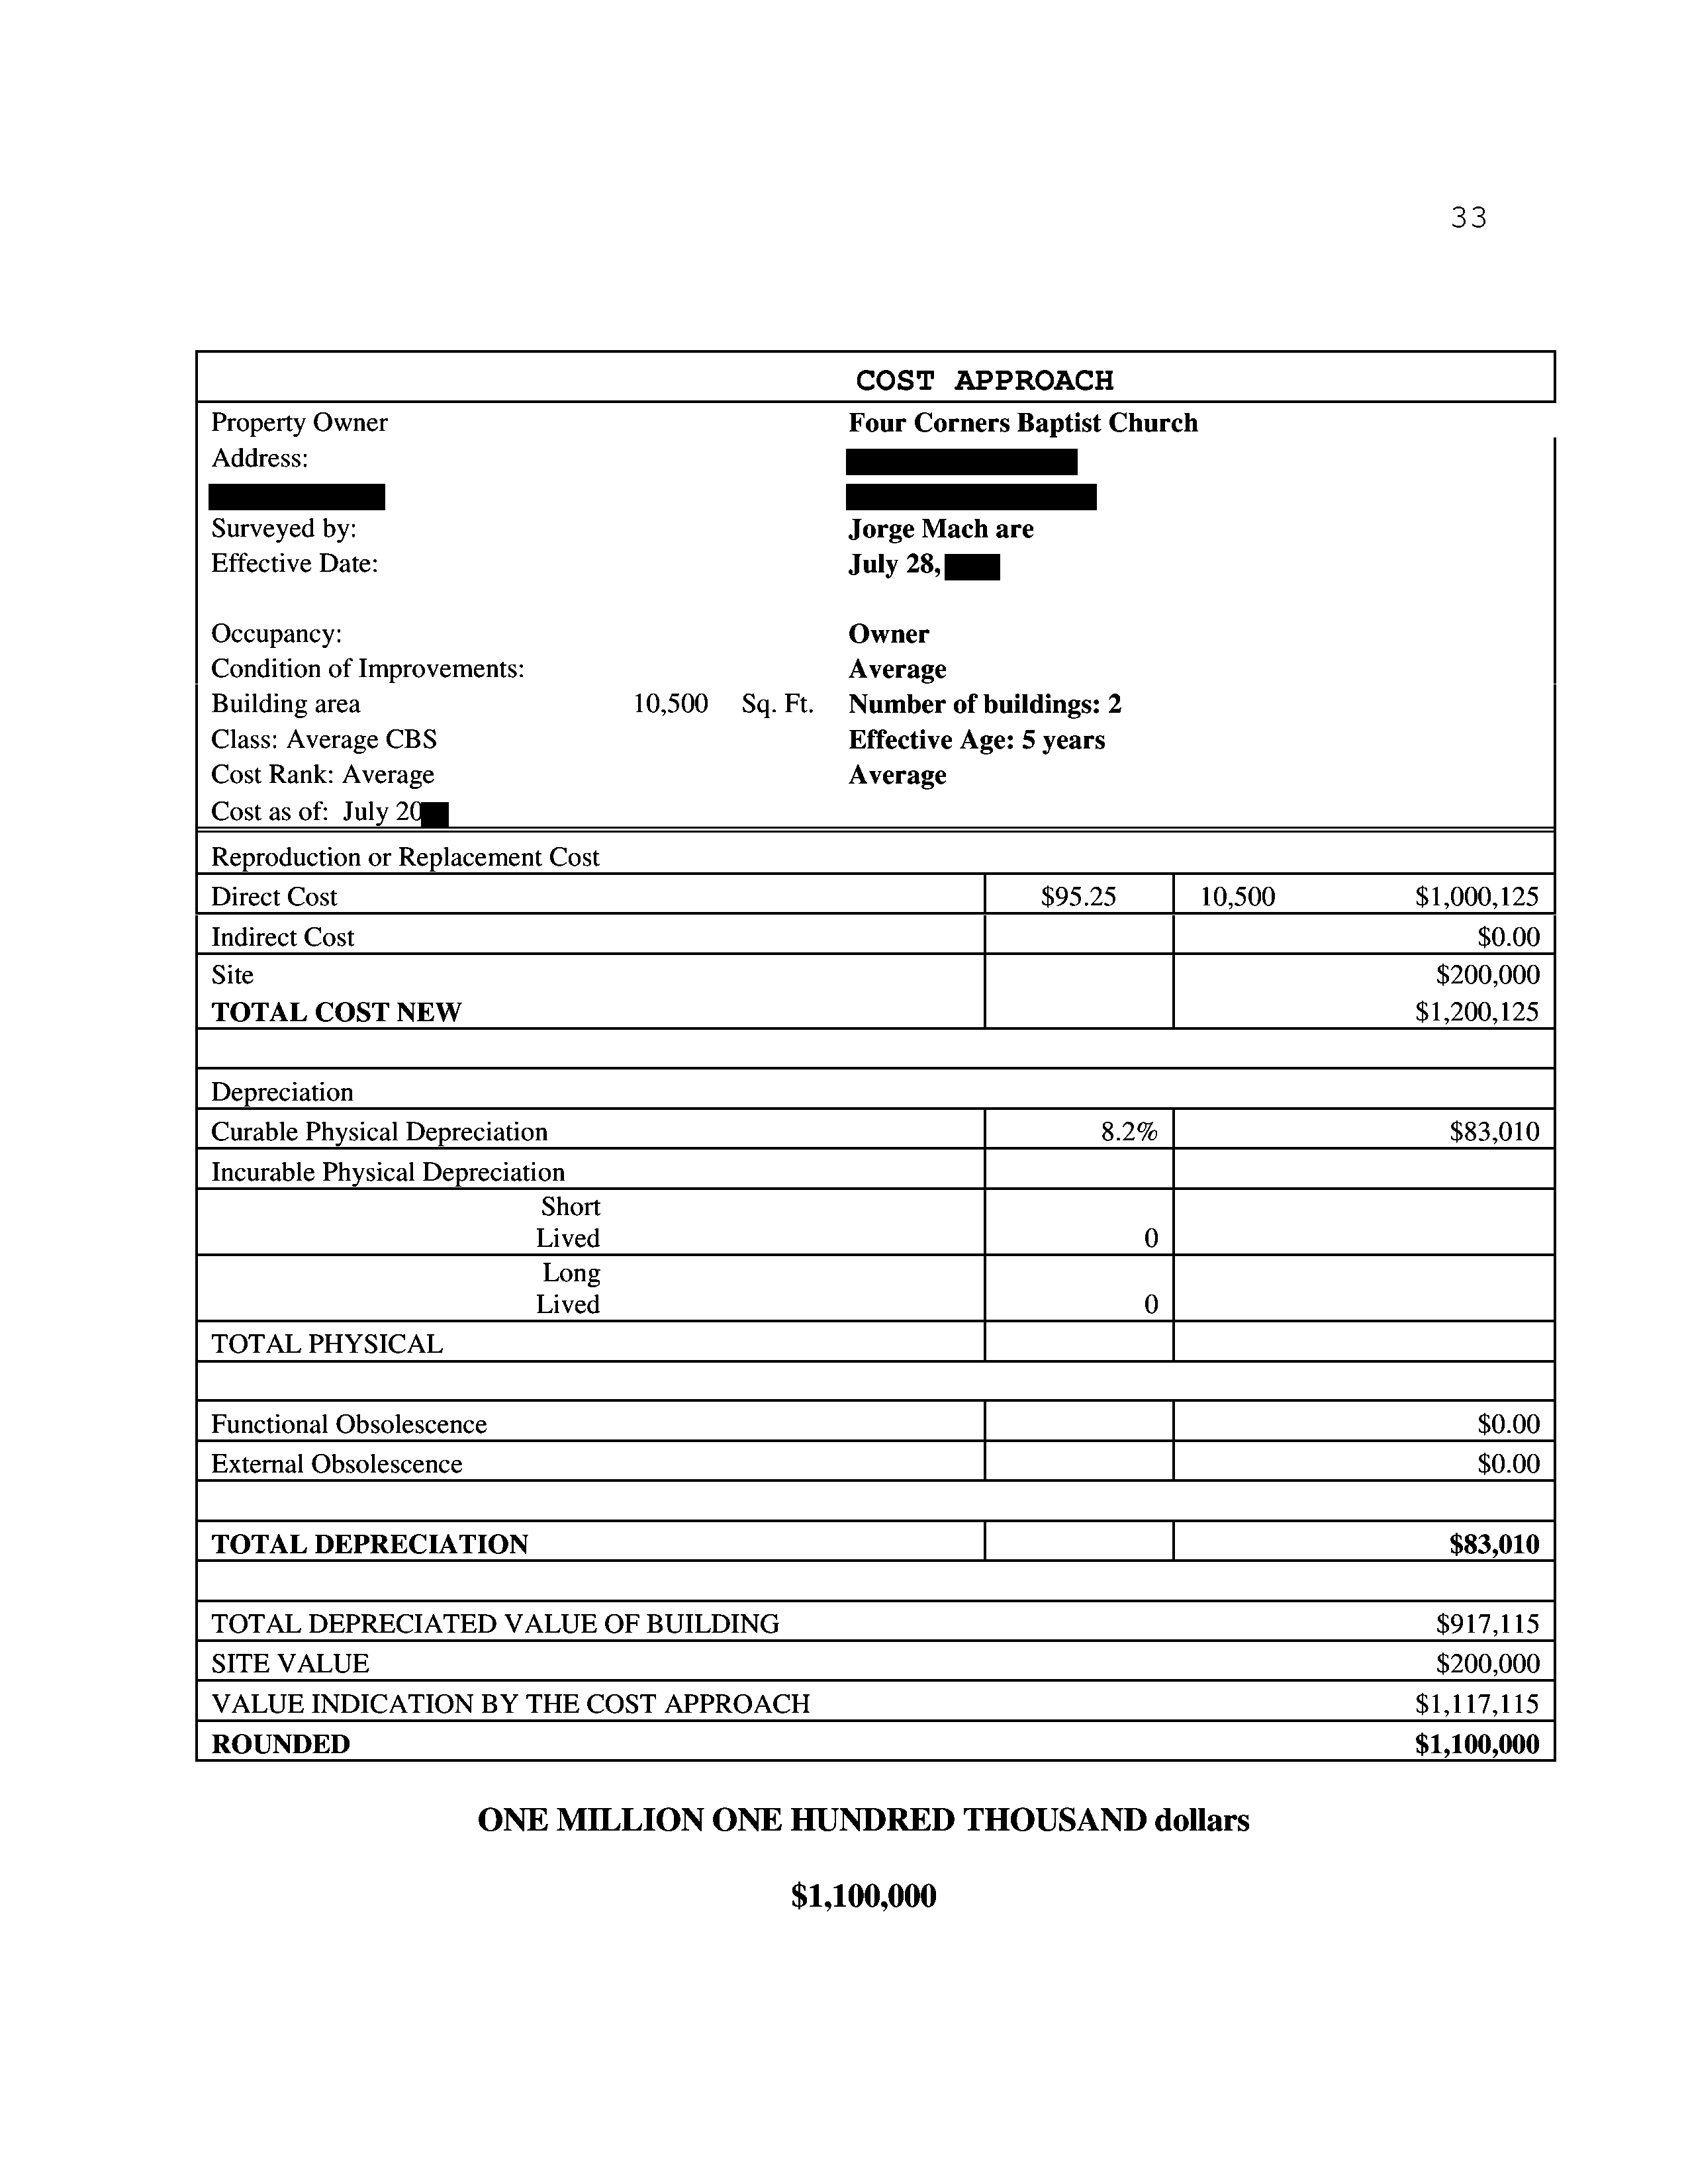 33
COST APPROACH
Property Owner Four Corners Baptist Church
Address:
Surveyed by: Jorge Mach are
Effective Date: July 28,
Occupancy: Owner
Condition of Improvements: Average
Building area 10,500 Sq. Ft. Number of buildings: 2
Class: Average CBS Effective Age: 5 years
Cost Rank: Average Average
Cost as of: July 20
Reproduction or Replacement Cost
Direct Cost $95.25 10,500 $1,000,125
Indirect Cost $0.00
Site $200,000
TOTAL COST NEW $1,200,125
Depreciation
Curable Physical Depreciation 8.2% $83,010
Incurable Physical Depreciation
Short
Lived 0
Long
Lived 0
TOTAL PHYSICAL
Functional Obsolescence $0.00
External Obsolescence $0.00
TOTAL DEPRECIATION $83,010
TOTAL DEPRECIATED VALUE OF BUILDING $917,115
SITE VALUE $200,000
VALUE INDICATION BY THE COST APPROACH $1,117,115
ROUNDED $1,100,000
ONE MILLION ONE HUNDRED THOUSAND dollars
$1,100,000